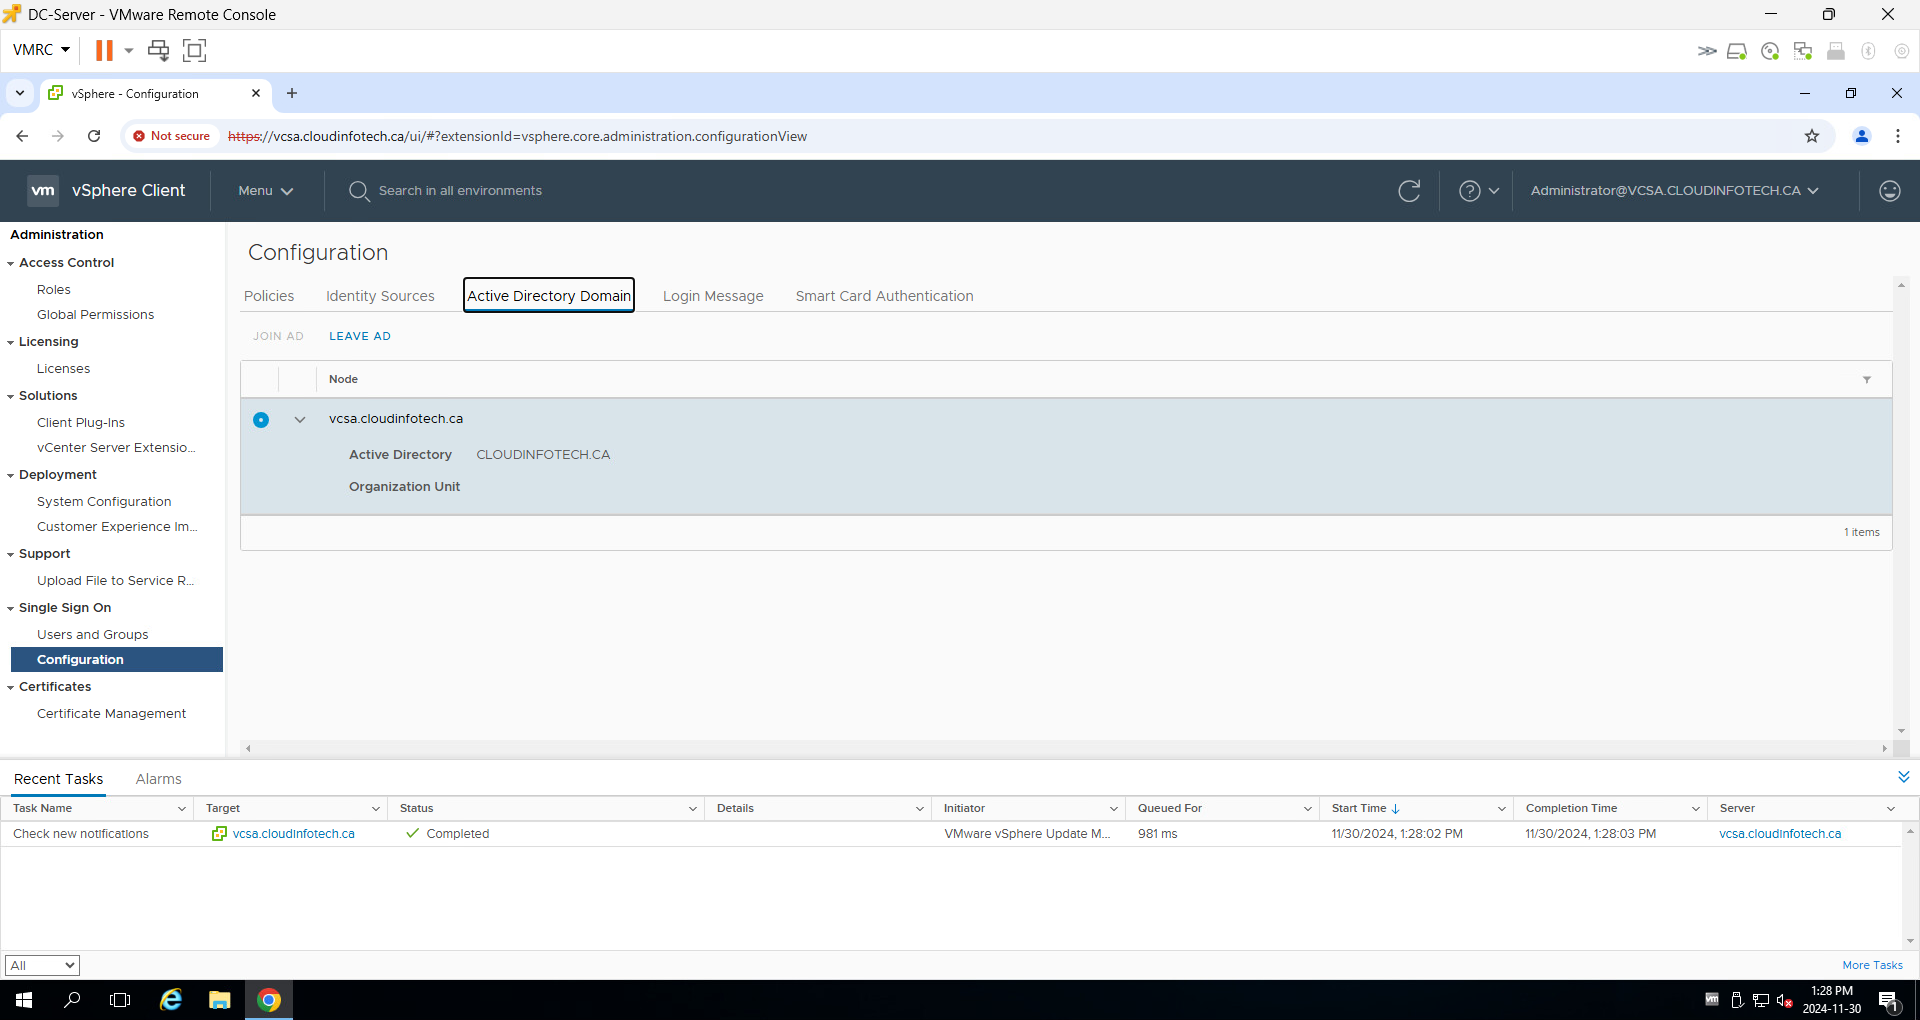 DC-Server - VMware Remote Console
VMRC
vSphere - Configuration
Not secure https://vcsa.cloudinfotech.ca/ui/#?extensionId=vsphere.core.administration.configurationView
vm vSphere Client Menu Search in all environments Administrator@VCSA.CLOUDINFOTECH.CA
Administration
Access Control
Roles
Global Permissions
Licensing
Licenses
Solutions
Client Plug-Ins
vCenter Server Extensio...
Deployment
System Configuration
Customer Experience Im...
Support
Upload File to Service R...
Single Sign On
Users and Groups
Configuration
Certificates
Certificate Management
Configuration
Policies Identity Sources Active Directory Domain Login Message Smart Card Authentication
JOIN AD LEAVE AD
Node
vcsa.cloudinfotech.ca
Active Directory CLOUDINFOTECH.CA
Organization Unit
1 items
Recent Tasks Alarms
Task Name Target Status Details Initiator Queued For Start Time Completion Time Server
Check new notifications vcsa.cloudinfotech.ca Completed VMware vSphere Update M... 981 ms 11/30/2024, 1:28:02 PM 11/30/2024, 1:28:03 PM vcsa.cloudinfotech.ca
All More Tasks
vm 1:28 PM
2024-11-30 1